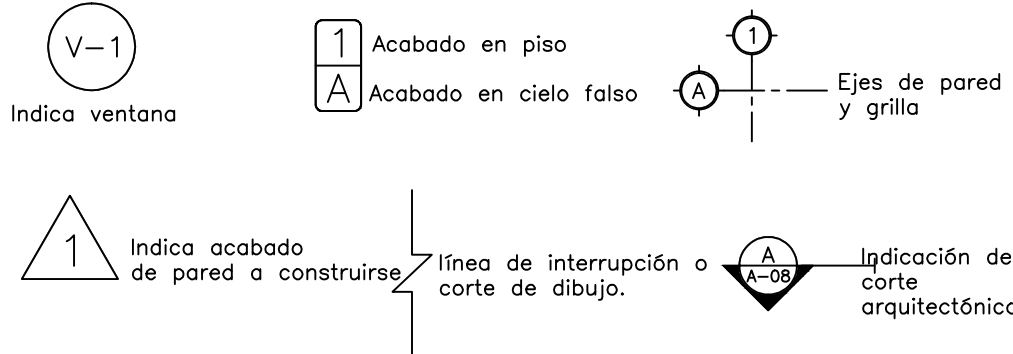 V-1
Indica ventana
1
Acabado en piso
A
Acabado en cielo falso
1
A
Ejes de pared
y grilla
1
Indica acabado
de pared a construirse
línea de interrupción o
corte de dibujo.
A
A-08
Indicación de
corte
arquitectónico